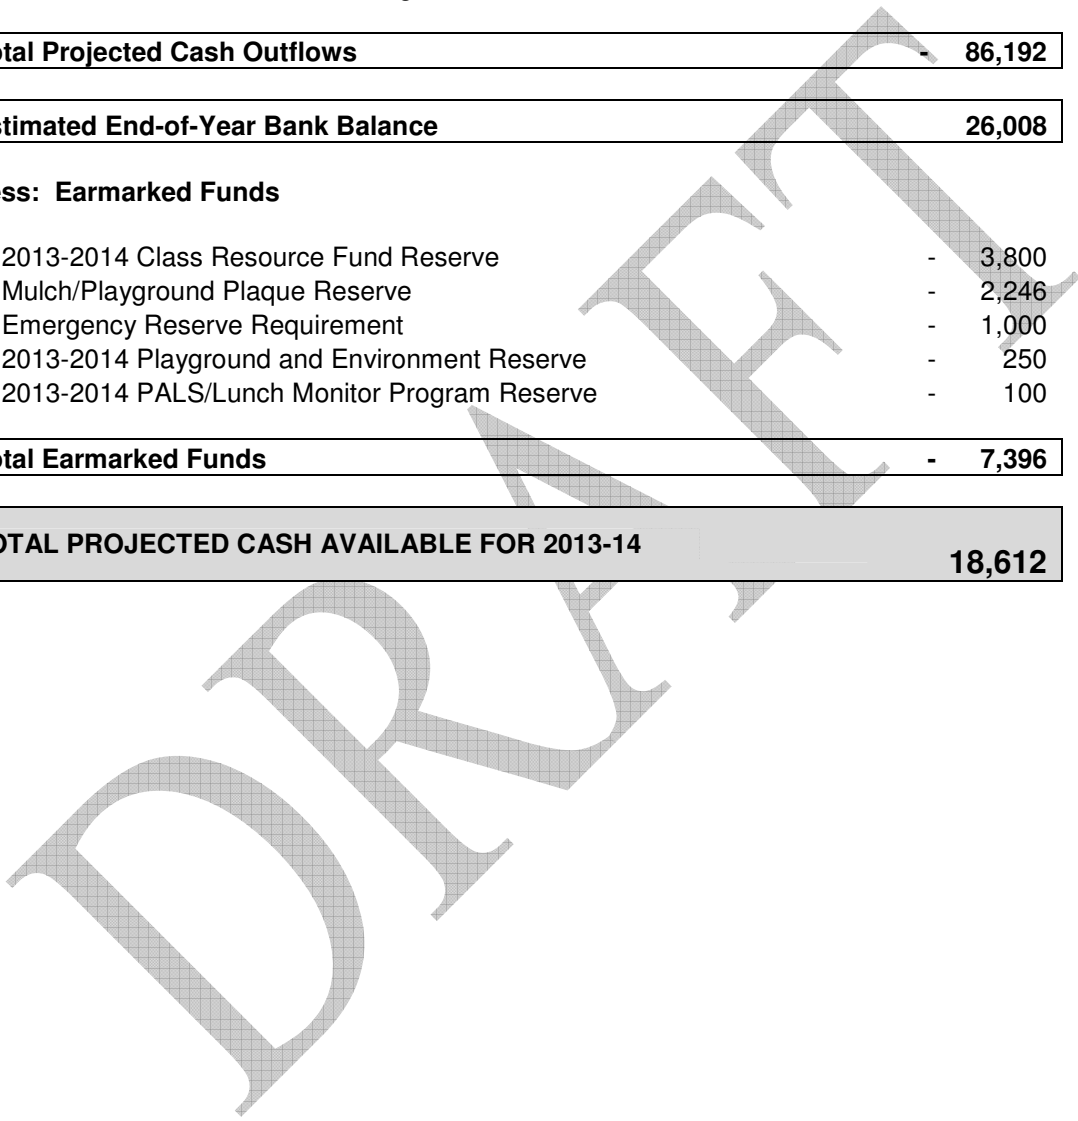 otal Projected Cash Outflows - 86,192
stimated End-of-Year Bank Balance 26,008
ess: Earmarked Funds
2013-2014 Class Resource Fund Reserve - 3,800
Mulch/Playground Plaque Reserve - 2,246
Emergency Reserve Requirement - 1,000
2013-2014 Playground and Environment Reserve - 250
2013-2014 PALS/Lunch Monitor Program Reserve - 100
otal Earmarked Funds - 7,396
OTAL PROJECTED CASH AVAILABLE FOR 2013-14 18,612
DRAFT